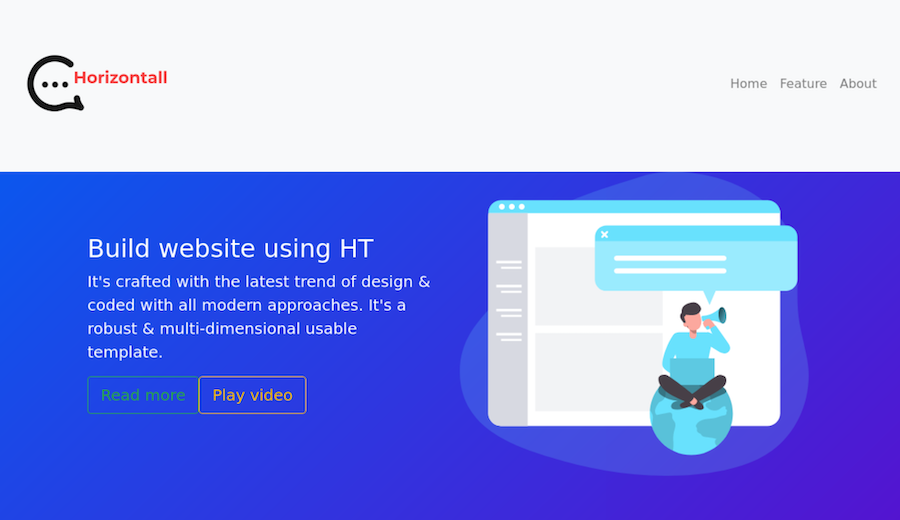 Horizontall
Home Feature About
Build website using HT
It's crafted with the latest trend of design &
coded with all modern approaches. It's a
robust & multi-dimensional usable
template.
Read more Play video